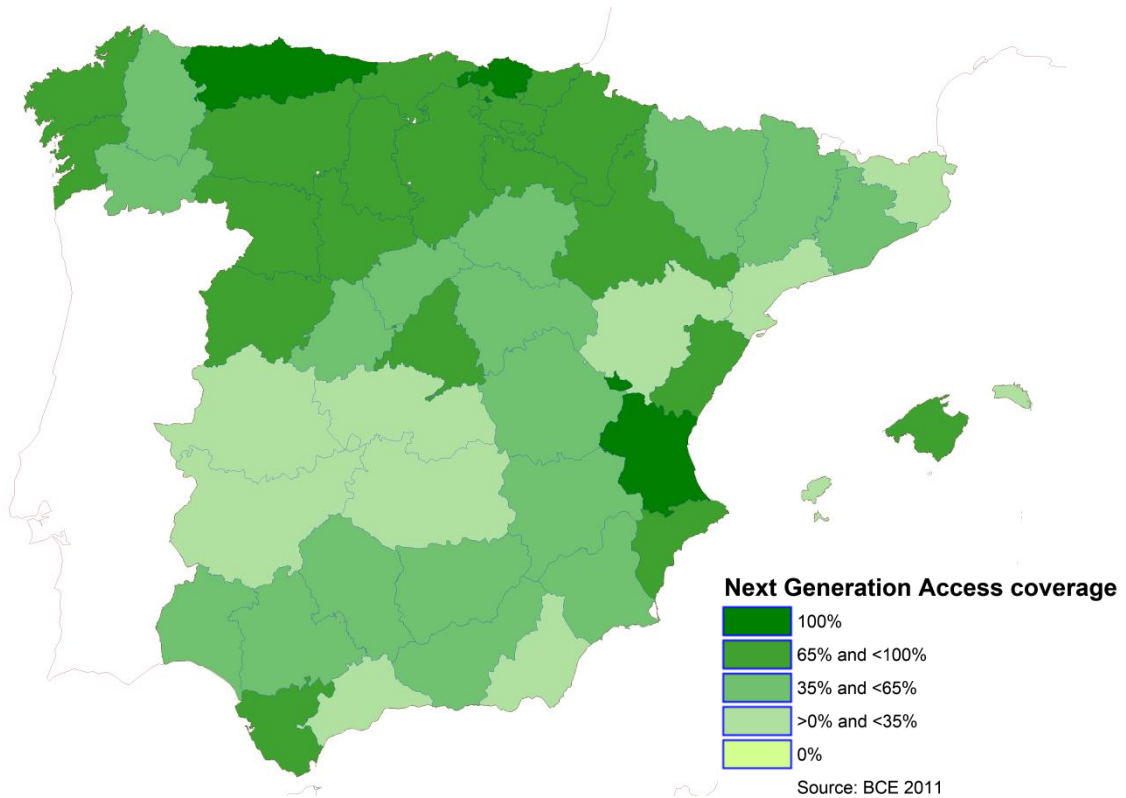 Next Generation Access coverage
100%
65% and <100%
35% and <65%
>0% and <35%
0%
Source: BCE 2011